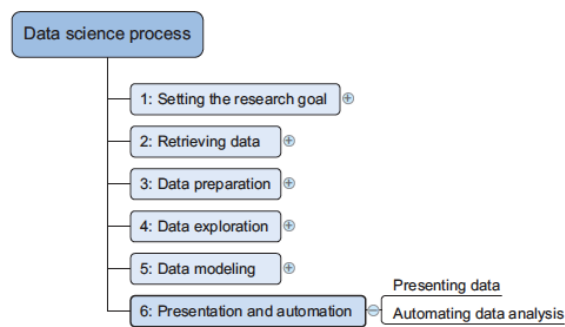 Data science process
1: Setting the research goal
2: Retrieving data
3: Data preparation
4: Data exploration
5: Data modeling
6: Presentation and automation
Presenting data
Automating data analysis